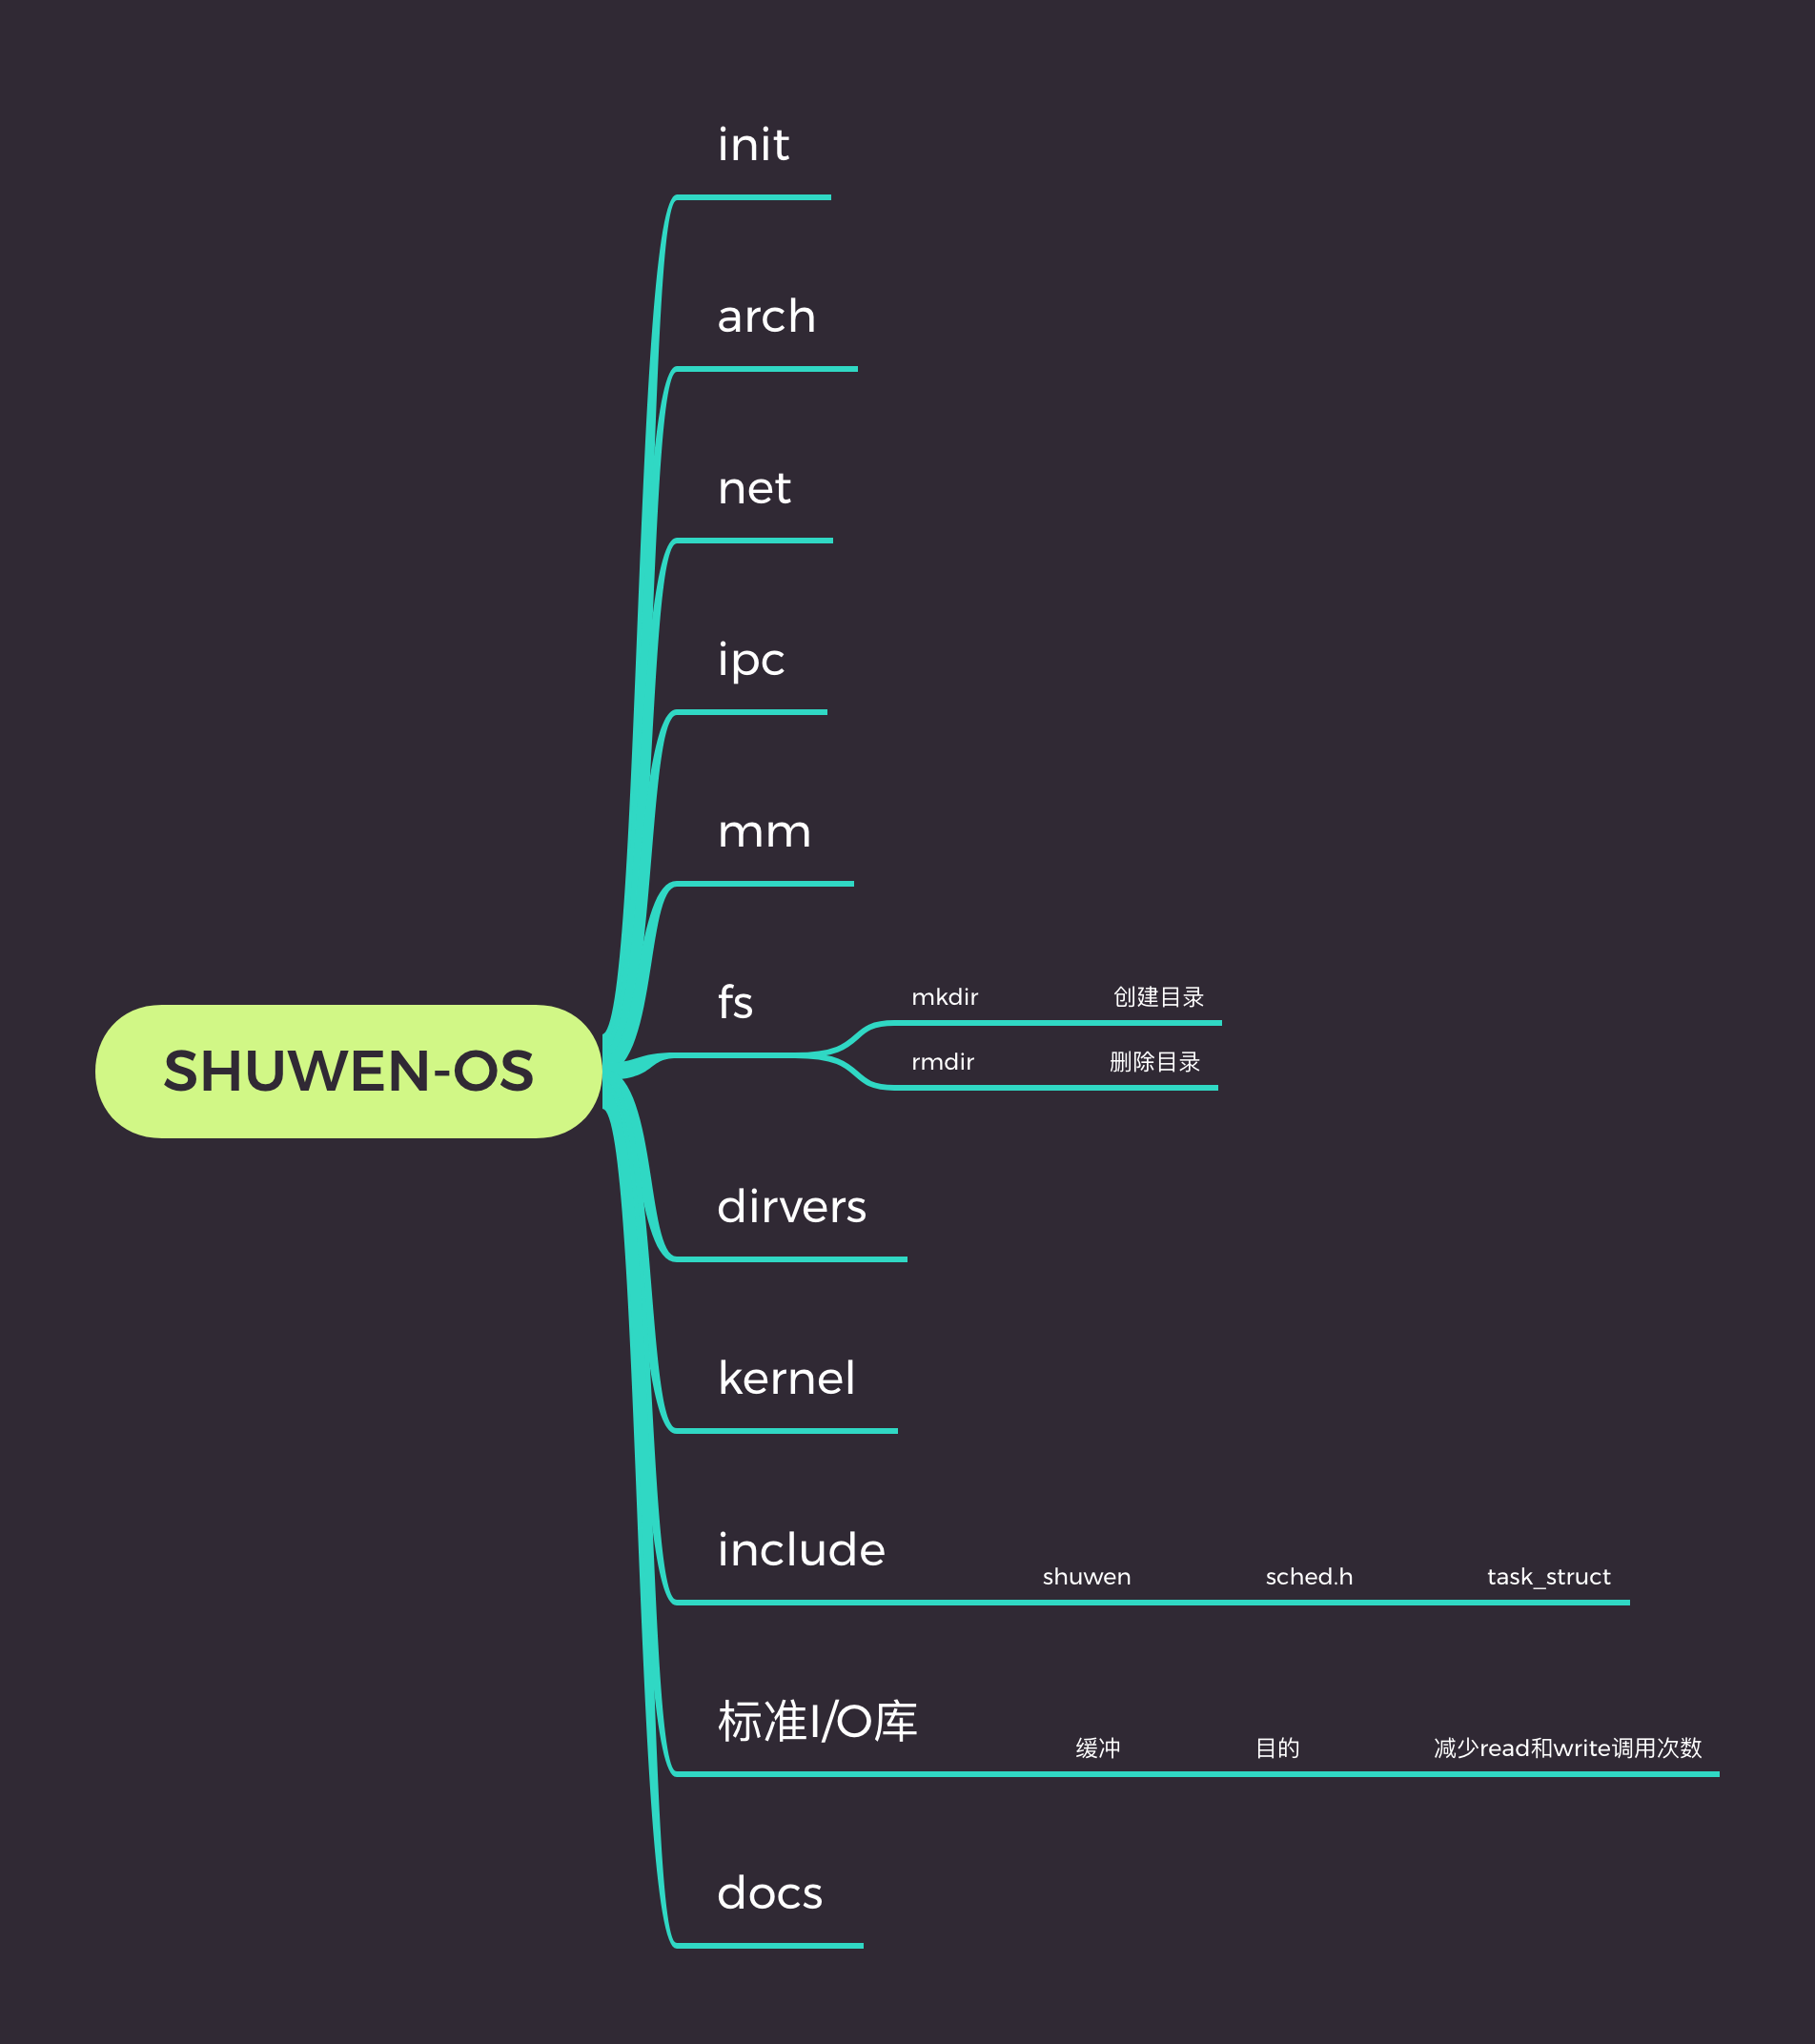 init
arch
net
ipc
mm
fs
mkdir 创建目录
rmdir 删除目录
SHUWEN-OS
dirvers
kernel
include
shuwen sched.h task_struct
标准I/O库
缓冲 目的 减少read和write调用次数
docs